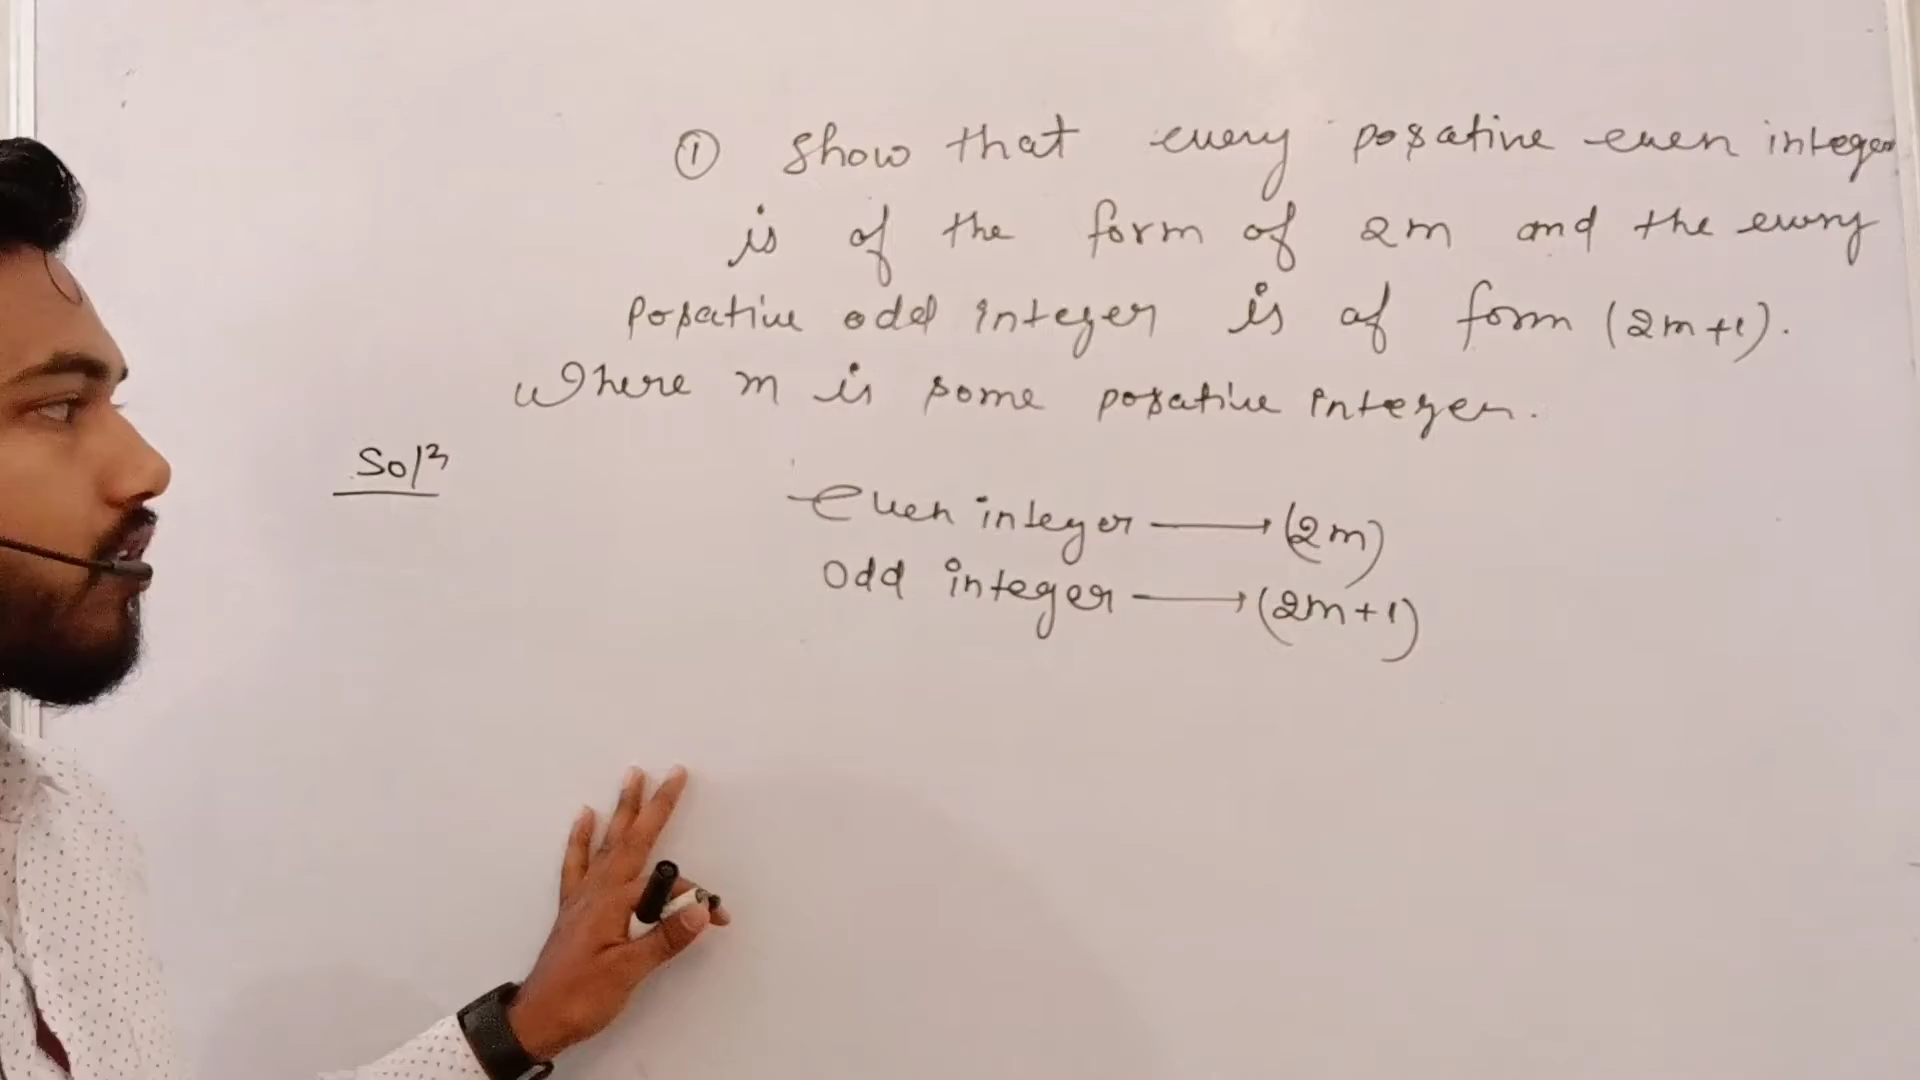 ① Show that every posative even integer
is of the form of 2m and the every
posative odd integer is of form (2m+1).
Where m is some posative integer.
Solⁿ
Even integer → (2m)
Odd integer → (2m+1)